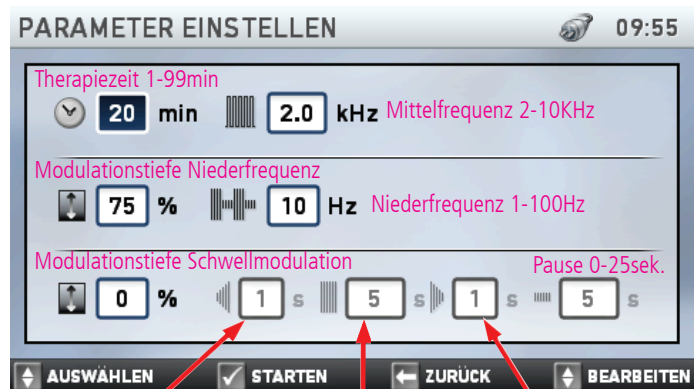 PARAMETER EINSTELLEN 09:55
Therapiezeit 1-99min
20 min 2.0 kHz Mittelfrequenz 2-10KHz
Modulationstiefe Niederfrequenz
75 % 10 Hz Niederfrequenz 1-100Hz
Modulationstiefe Schwellmodulation Pause 0-25sek.
0 % 1 s 5 s 1 s 5 s
AUSWÄHLEN STARTEN ZURÜCK BEARBEITEN